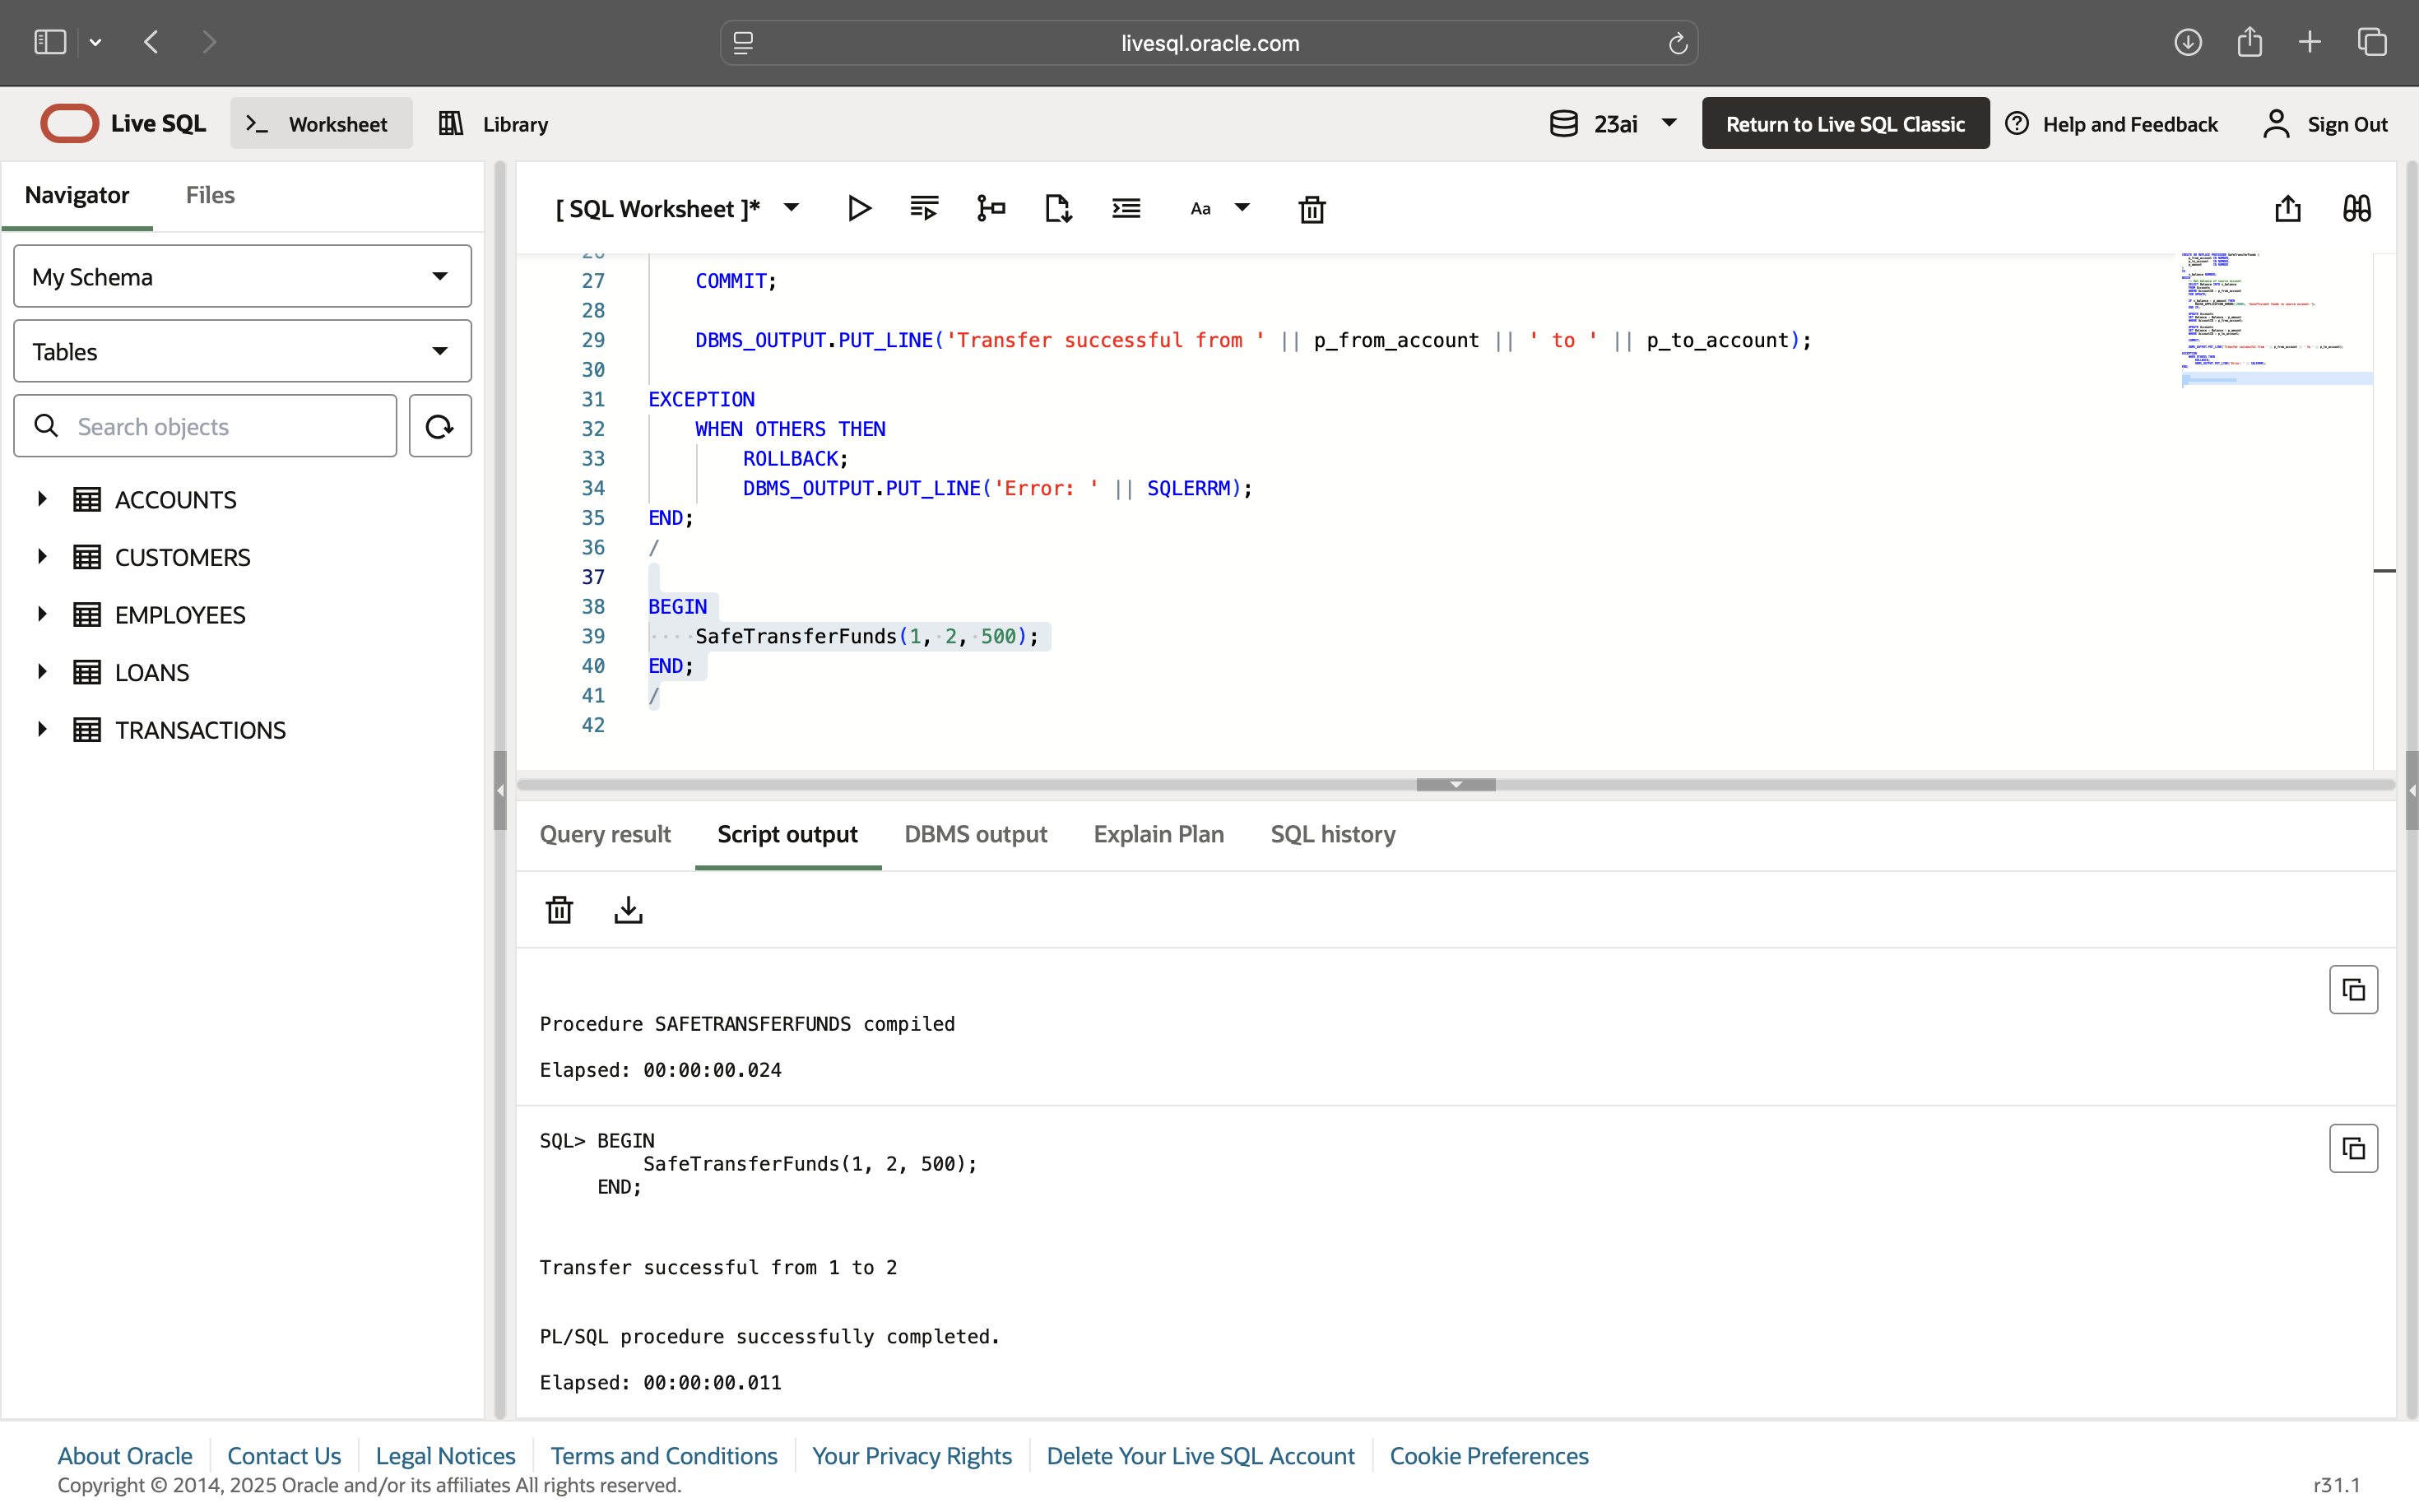 livesql.oracle.com
Live SQL
Worksheet
Library
23ai
Return to Live SQL Classic
Help and Feedback
Sign Out
Navigator
Files
My Schema
Tables
Search objects
ACCOUNTS
CUSTOMERS
EMPLOYEES
LOANS
TRANSACTIONS
[ SQL Worksheet ]*
Aa
27 COMMIT;
28
29 DBMS_OUTPUT.PUT_LINE('Transfer successful from ' || p_from_account || ' to ' || p_to_account);
30
31 EXCEPTION
32 WHEN OTHERS THEN
33 ROLLBACK;
34 DBMS_OUTPUT.PUT_LINE('Error: ' || SQLERRM);
35 END;
36 /
37
38 BEGIN
39 SafeTransferFunds(1, 2, 500);
40 END;
41 /
42
Query result
Script output
DBMS output
Explain Plan
SQL history
Procedure SAFETRANSFERFUNDS compiled
Elapsed: 00:00:00.024
SQL> BEGIN
SafeTransferFunds(1, 2, 500);
END;
Transfer successful from 1 to 2
PL/SQL procedure successfully completed.
Elapsed: 00:00:00.011
About Oracle
Contact Us
Legal Notices
Terms and Conditions
Your Privacy Rights
Delete Your Live SQL Account
Cookie Preferences
Copyright © 2014, 2025 Oracle and/or its affiliates All rights reserved.
r31.1